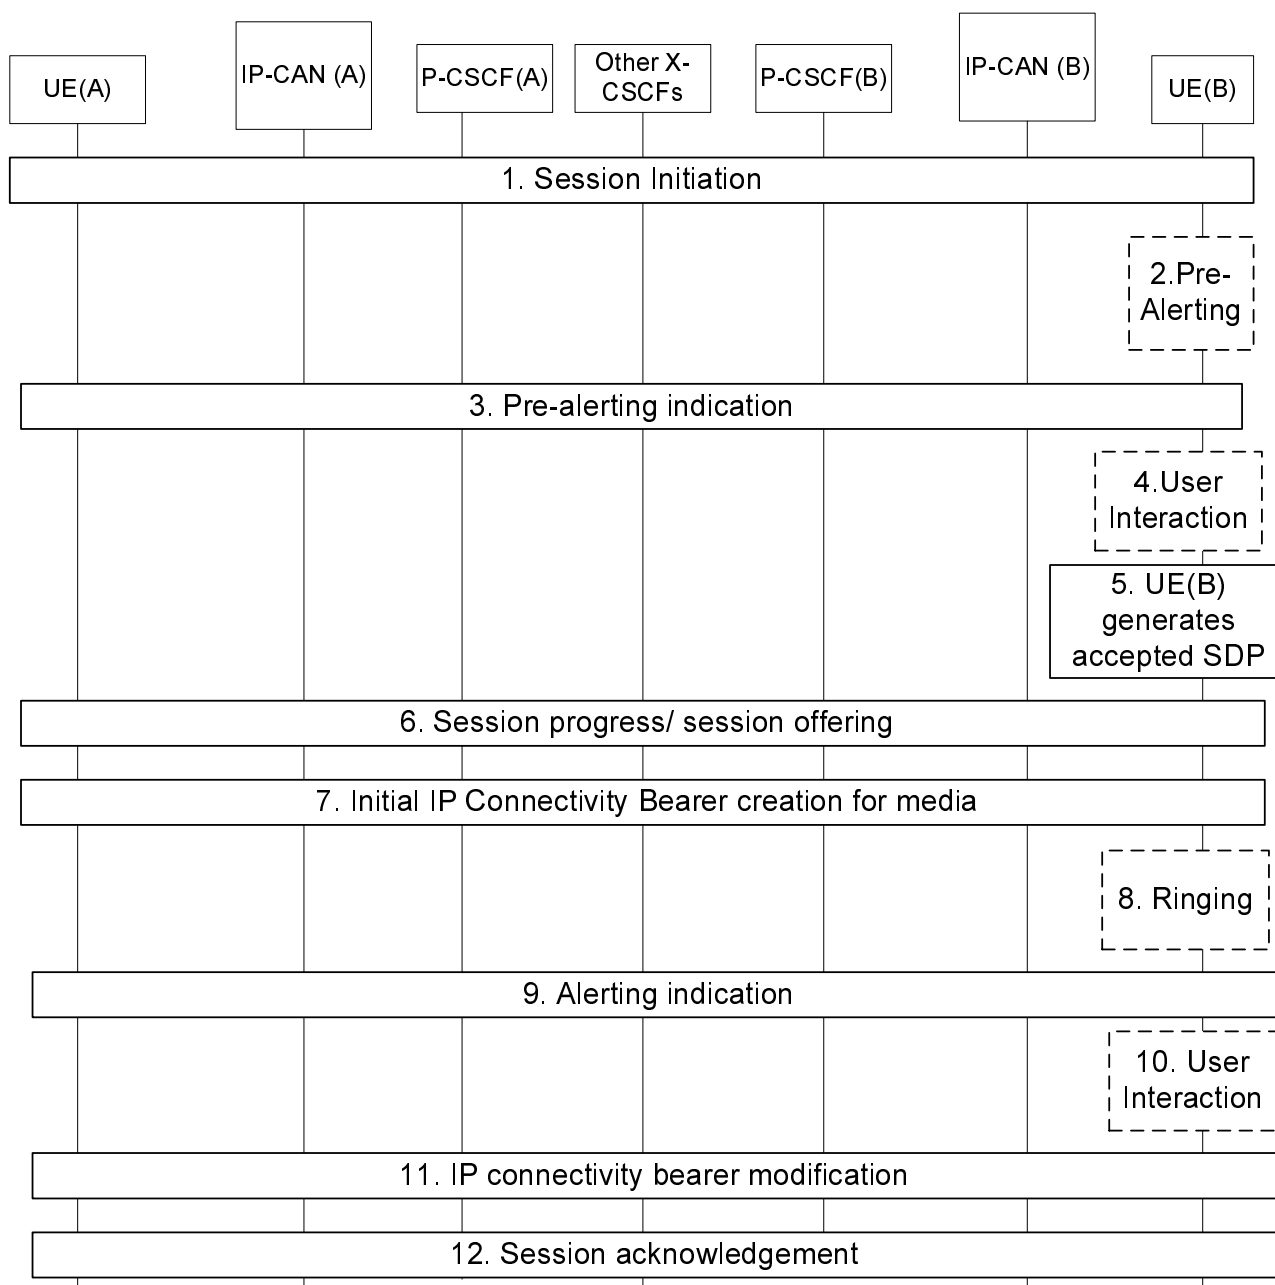 UE(A)
IP-CAN (A)
P-CSCF(A)
Other X-
CSCFs
P-CSCF(B)
IP-CAN (B)
UE(B)
1. Session Initiation
2.Pre-
Alerting
3. Pre-alerting indication
4.User
Interaction
5. UE(B)
generates
accepted SDP
6. Session progress/ session offering
7. Initial IP Connectivity Bearer creation for media
8. Ringing
9. Alerting indication
10. User
Interaction
11. IP connectivity bearer modification
12. Session acknowledgement